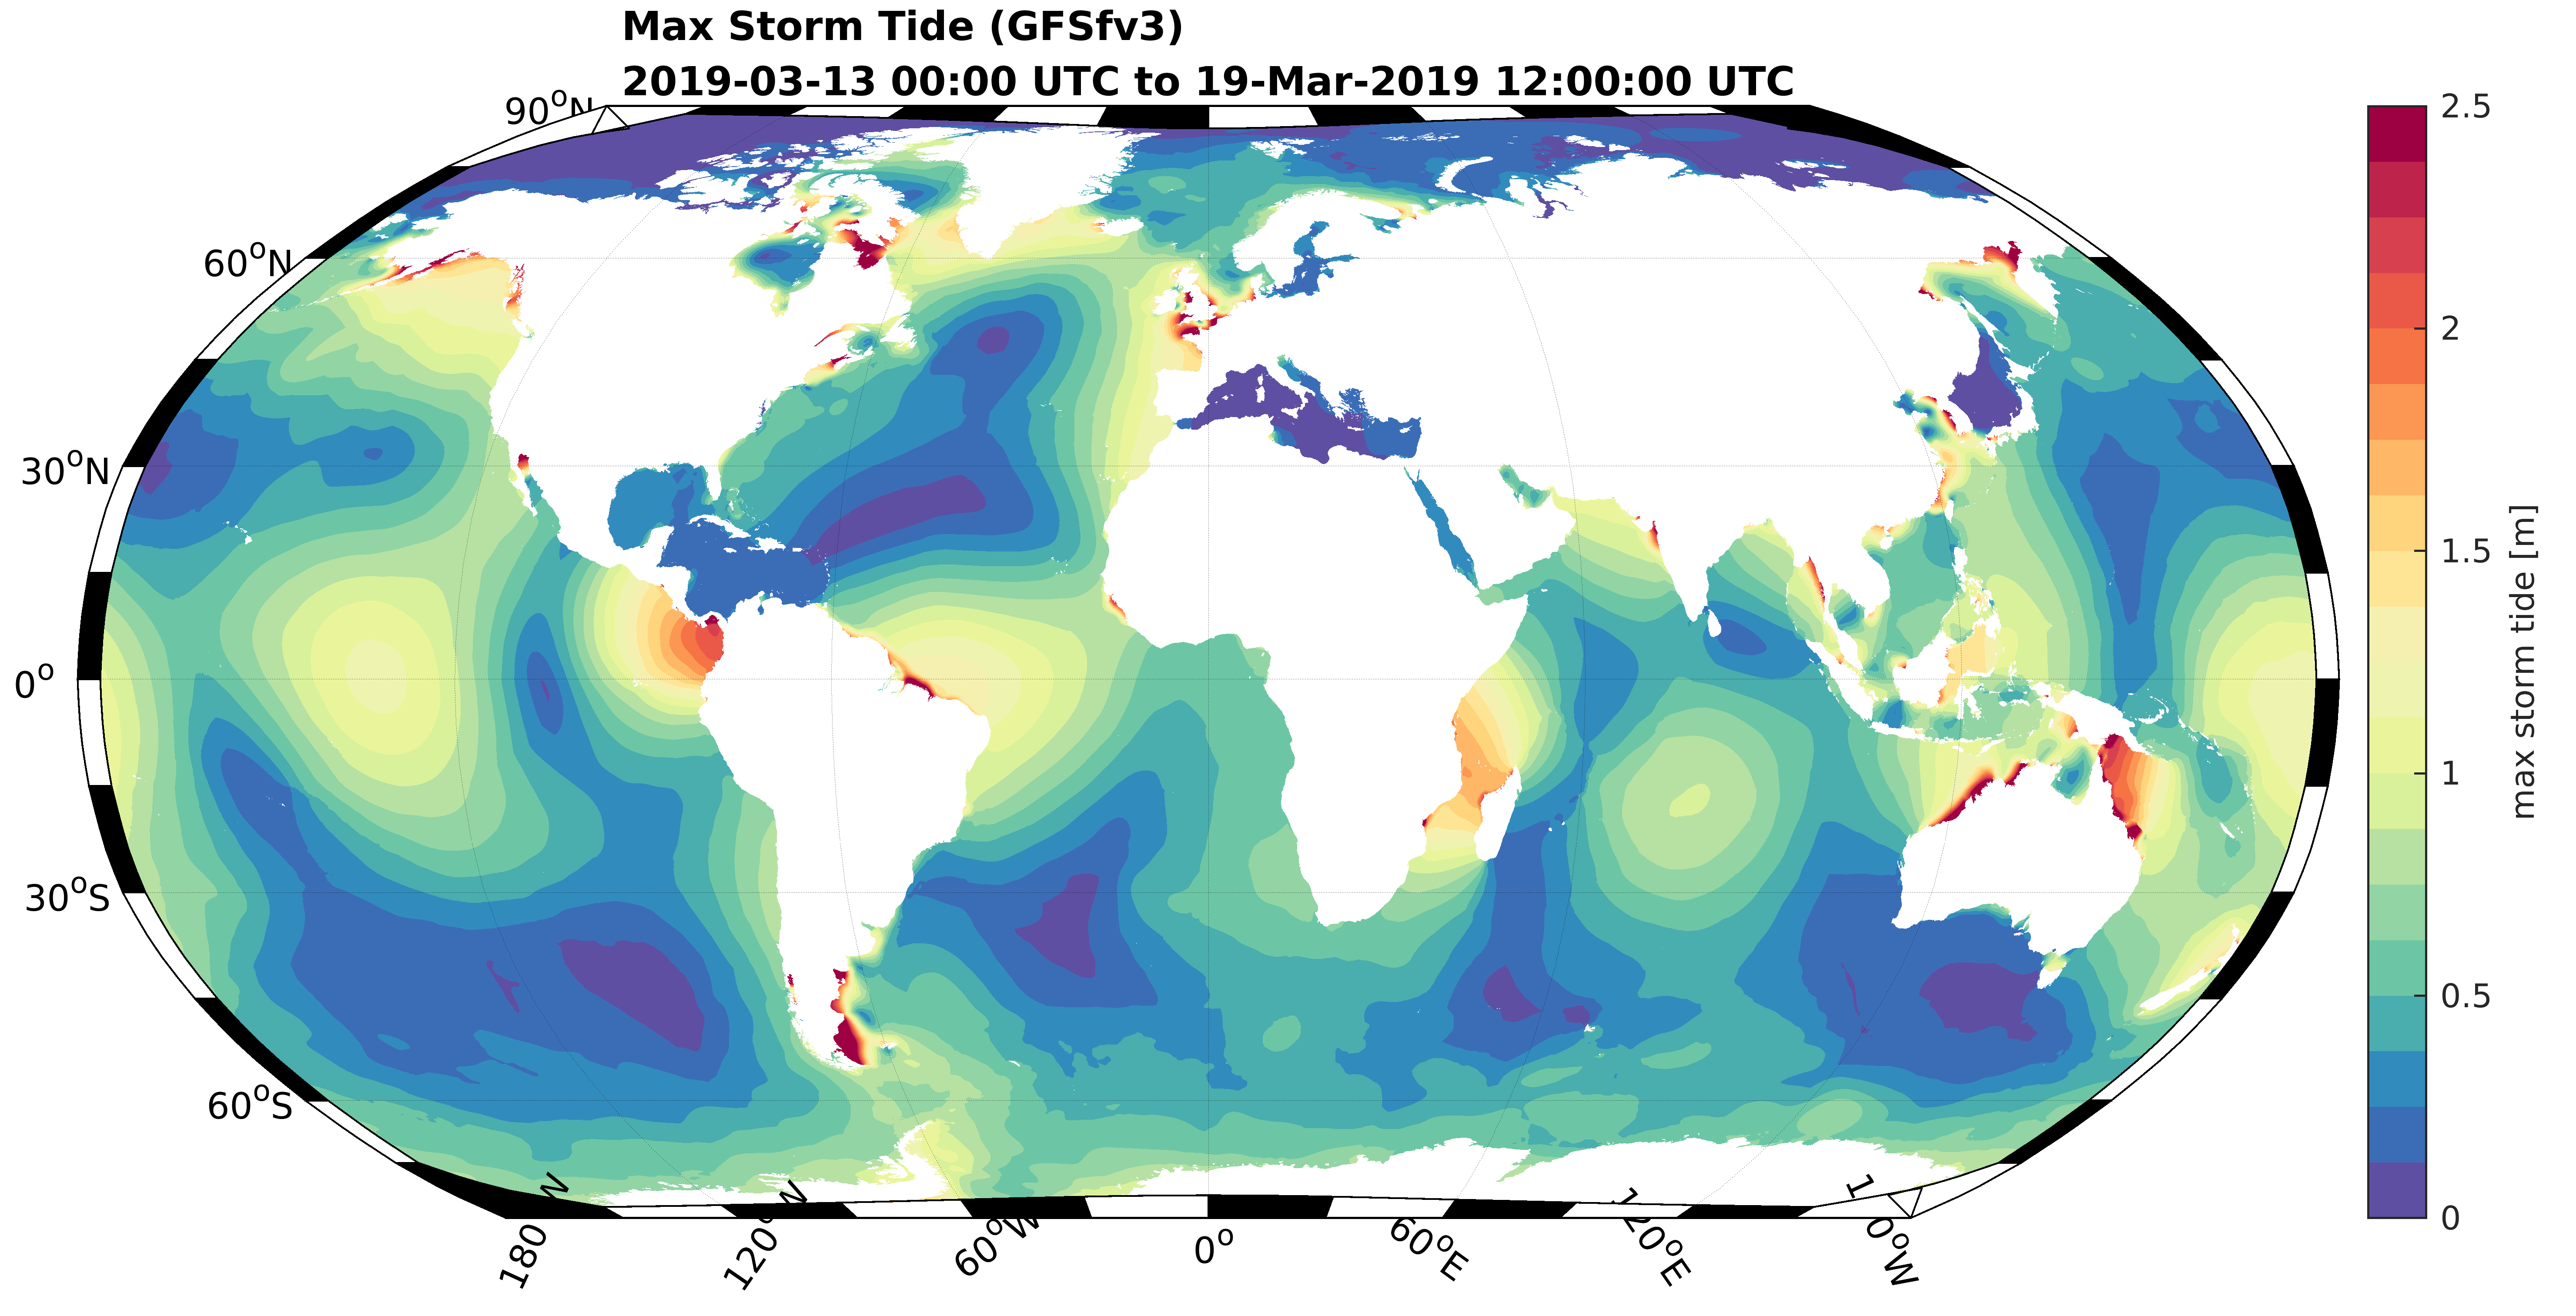 Max Storm Tide (GFSfv3)
2019-03-13 00:00 UTC to 19-Mar-2019 12:00:00 UTC
90°N
60°N
30°N
0°
30°S
60°S
180 W
120°W
60°W
0°
60°E
120°E
1 0°W
2.5
2
1.5
1
0.5
0
max storm tide [m]